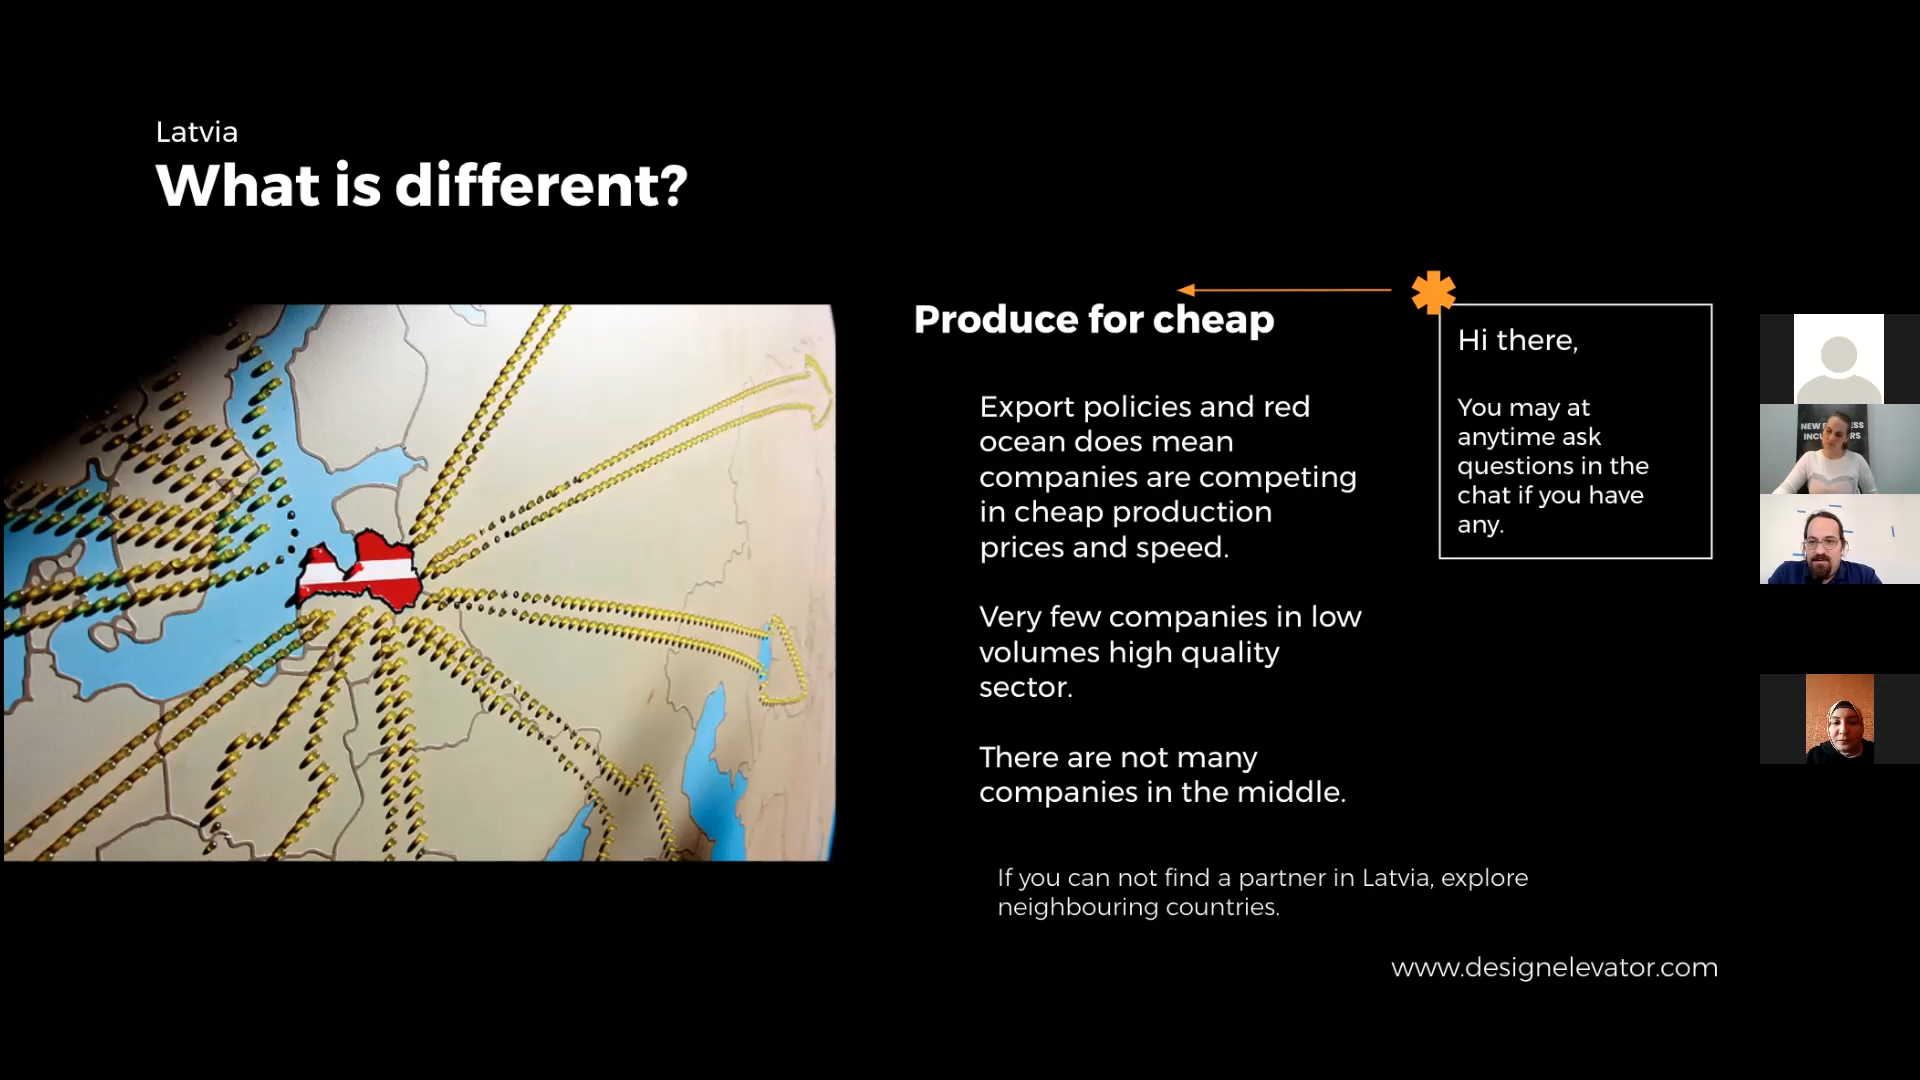 Latvia
What is different?
Produce for cheap
Export policies and red
ocean does mean
companies are competing
in cheap production
prices and speed.
Very few companies in low
volumes high quality
sector.
There are not many
companies in the middle.
If you can not find a partner in Latvia, explore
neighbouring countries.
Hi there,
You may at
anytime ask
questions in the
chat if you have
any.
www.designelevator.com
NEW